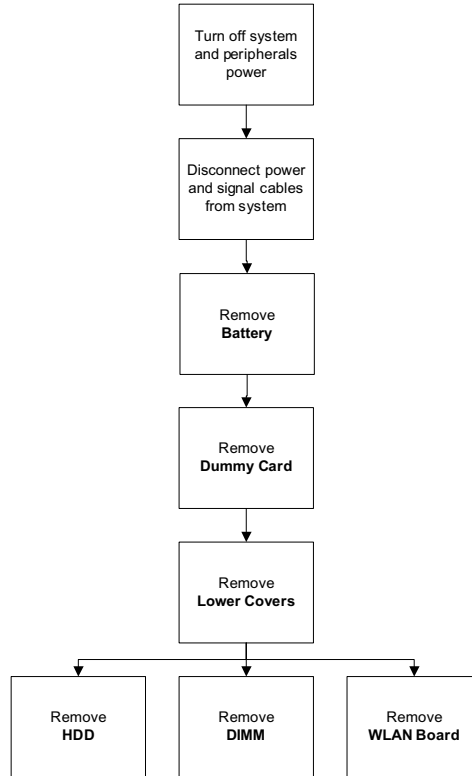 Turn off system
and peripherals
power
Disconnect power
and signal cables
from system
Remove
Battery
Remove
Dummy Card
Remove
Lower Covers
Remove
HDD
Remove
DIMM
Remove
WLAN Board